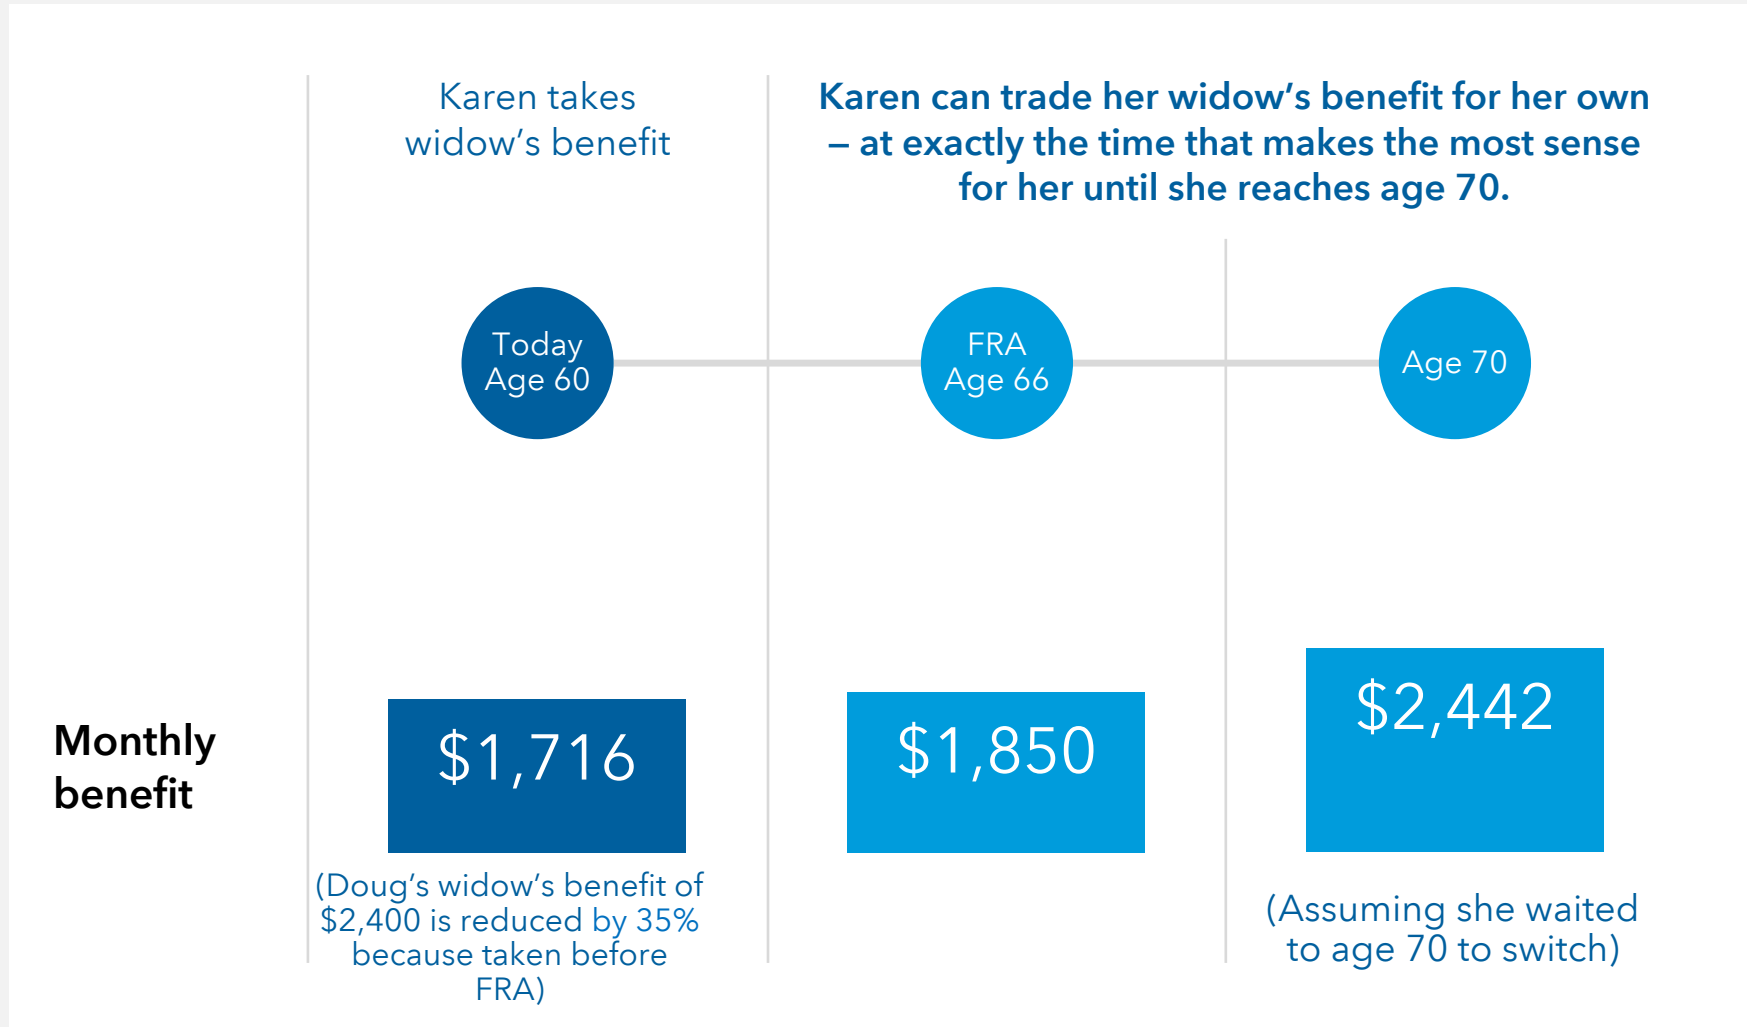 Karen takes
widow’s benefit
Karen can trade her widow’s benefit for her own
– at exactly the time that makes the most sense
for her until she reaches age 70.
Today
Age 60
FRA
Age 66
Age 70
Monthly
benefit
$1,716
$1,850
$2,442
(Doug’s widow’s benefit of
$2,400 is reduced by 35%
because taken before
FRA)
(Assuming she waited
to age 70 to switch)